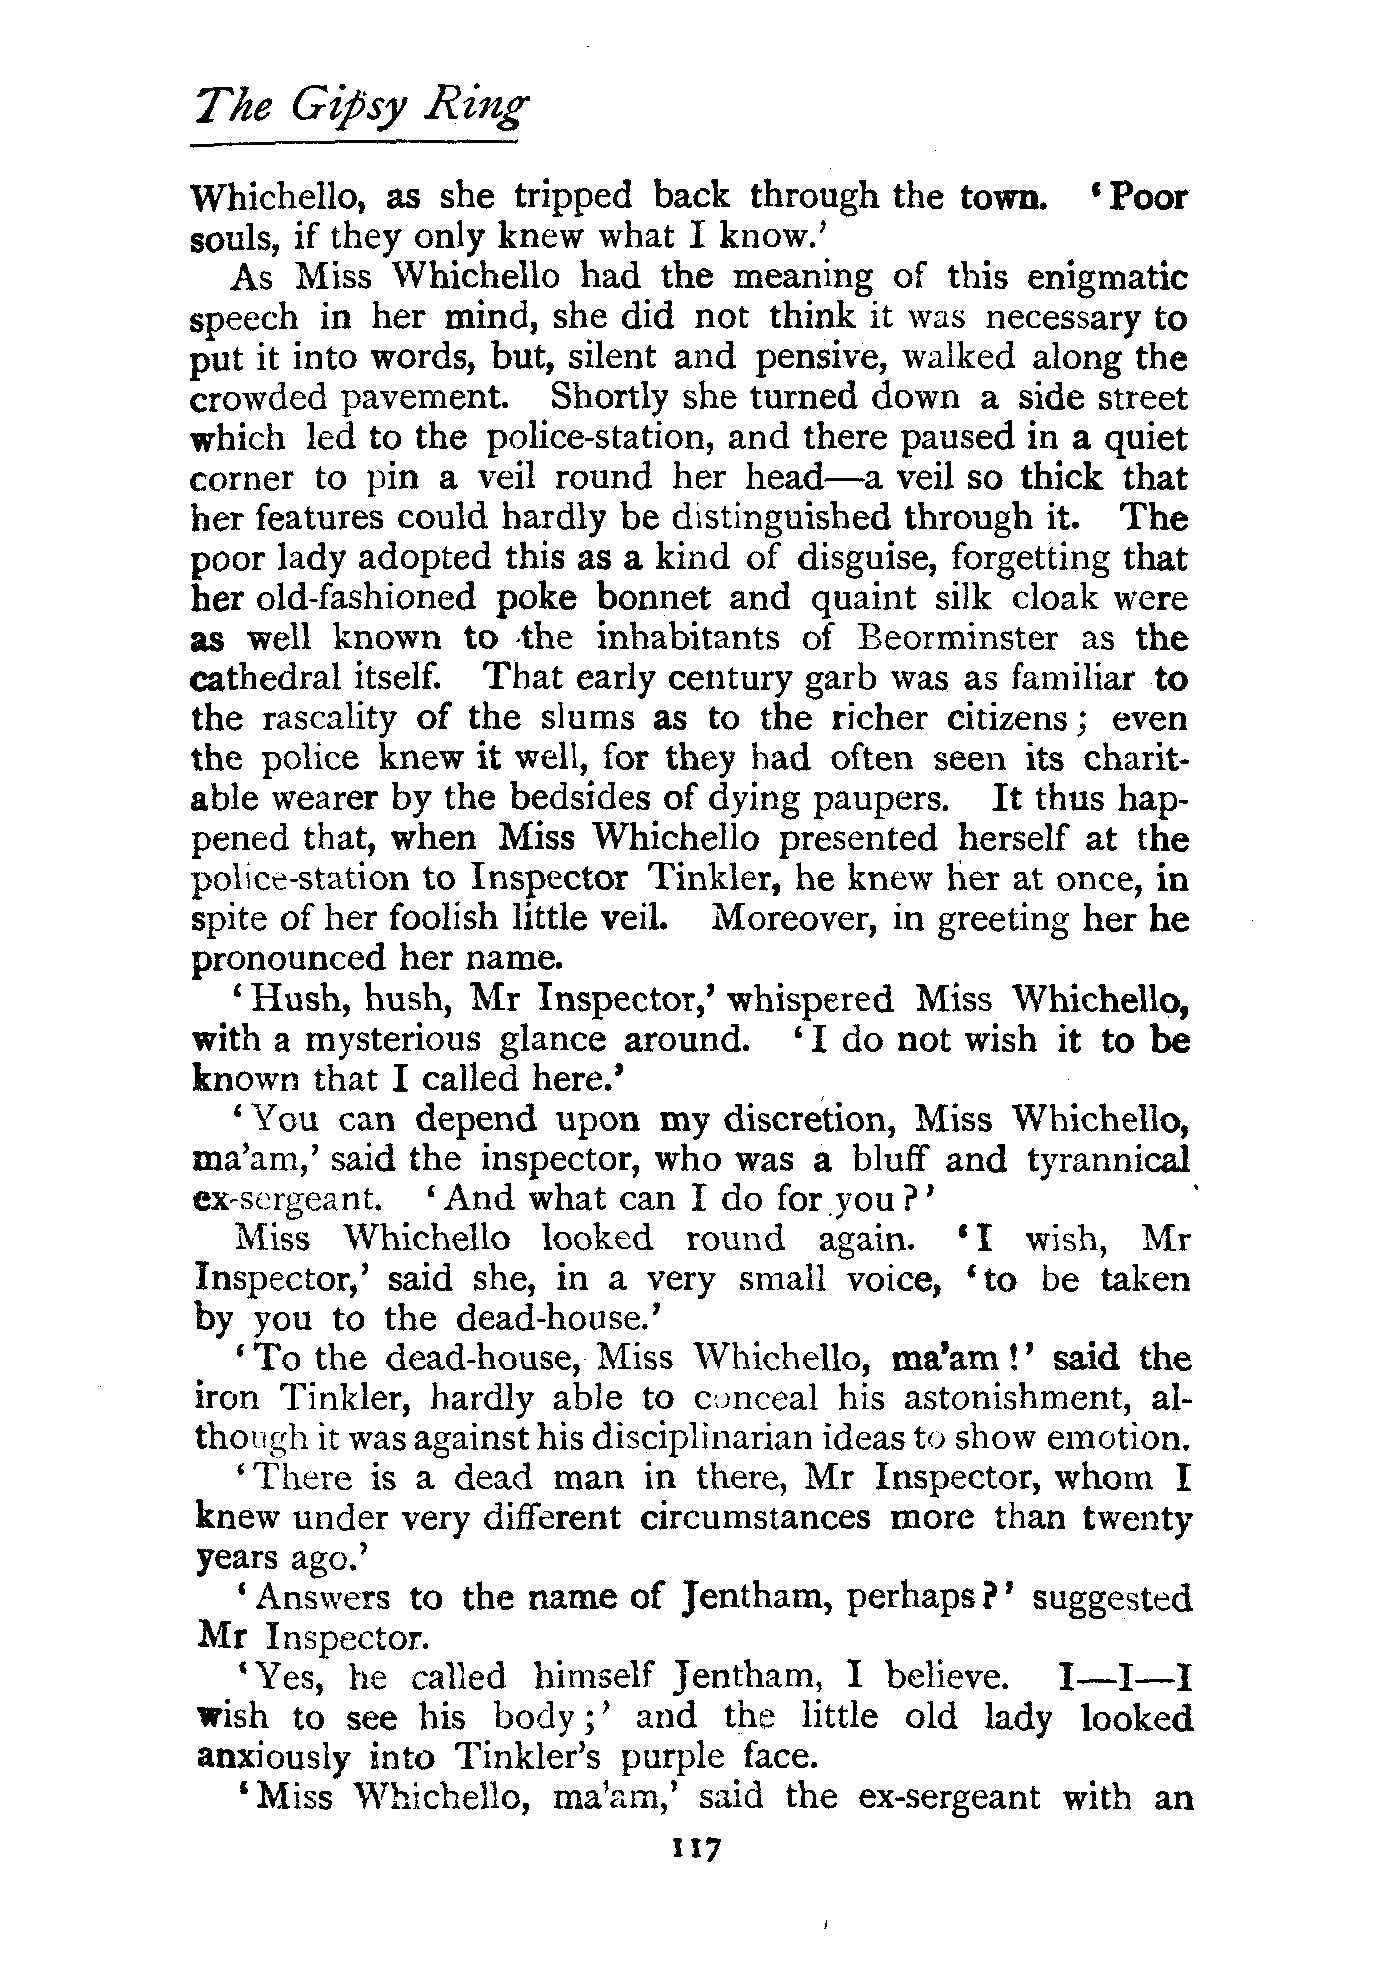 The Gipsy Ring
Whichello, as she tripped back through the town. ‘Poor
souls, if they only knew what I know.’
As Miss Whichello had the meaning of this enigmatic
speech in her mind, she did not think it was necessary to
put it into words, but, silent and pensive, walked along the
crowded pavement. Shortly she turned down a side street
which led to the police-station, and there paused in a quiet
corner to pin a veil round her head—a veil so thick that
her features could hardly be distinguished through it. The
poor lady adopted this as a kind of disguise, forgetting that
her old-fashioned poke bonnet and quaint silk cloak were
as well known to the inhabitants of Beorminster as the
cathedral itself. That early century garb was as familiar to
the rascality of the slums as to the richer citizens; even
the police knew it well, for they had often seen its charit-
able wearer by the bedsides of dying paupers. It thus hap-
pened that, when Miss Whichello presented herself at the
police-station to Inspector Tinkler, he knew her at once, in
spite of her foolish little veil. Moreover, in greeting her he
pronounced her name.
‘Hush, hush, Mr Inspector,’ whispered Miss Whichello,
with a mysterious glance around. ‘I do not wish it to be
known that I called here.’
‘You can depend upon my discretion, Miss Whichello,
ma’am,’ said the inspector, who was a bluff and tyrannical
ex-sergeant. ‘And what can I do for you?’
Miss Whichello looked round again. ‘I wish, Mr
Inspector,’ said she, in a very small voice, ‘to be taken
by you to the dead-house.’
‘To the dead-house, Miss Whichello, ma’am!’ said the
iron Tinkler, hardly able to conceal his astonishment, al-
though it was against his disciplinarian ideas to show emotion.
‘There is a dead man in there, Mr Inspector, whom I
knew under very different circumstances more than twenty
years ago.’
‘Answers to the name of Jentham, perhaps?’ suggested
Mr Inspector.
‘Yes, he called himself Jentham, I believe. I—I—I
wish to see his body;’ and the little old lady looked
anxiously into Tinkler’s purple face.
‘Miss Whichello, ma’am,’ said the ex-sergeant with an
117